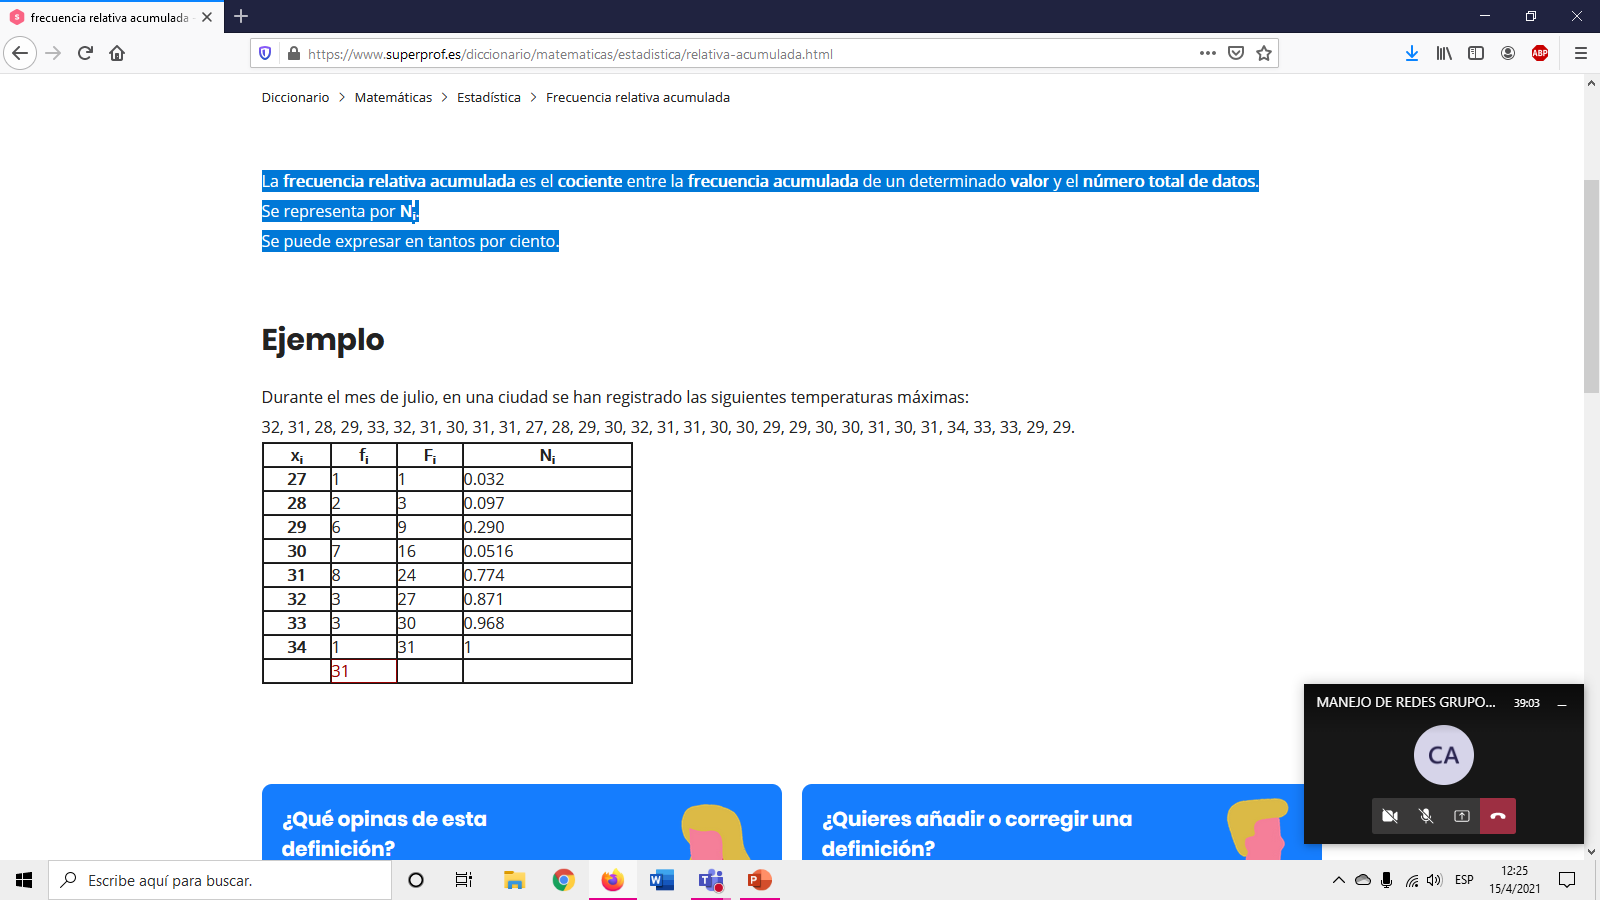 frecuencia relativa acumulada
https://www.superprof.es/diccionario/matematicas/estadistica/relativa-acumulada.html
ABP
Diccionario > Matemáticas > Estadística > Frecuencia relativa acumulada
La frecuencia relativa acumulada es el cociente entre la frecuencia acumulada de un determinado valor y el número total de datos.
Se representa por Ni.
Se puede expresar en tantos por ciento.
Ejemplo
Durante el mes de julio, en una ciudad se han registrado las siguientes temperaturas máximas:
32, 31, 28, 29, 33, 32, 31, 30, 31, 31, 27, 28, 29, 30, 32, 31, 31, 30, 30, 29, 29, 30, 30, 31, 30, 31, 34, 33, 33, 29, 29.
xi fi Fi Ni
27 1 1 0.032
28 2 3 0.097
29 6 9 0.290
30 7 16 0.0516
31 8 24 0.774
32 3 27 0.871
33 3 30 0.968
34 1 31 1
31
MANEJO DE REDES GRUPO... 39:03
CA
¿Qué opinas de esta
definición?
¿Quieres añadir o corregir una
definición?
Escribe aquí para buscar.
ESP
12:25
15/4/2021